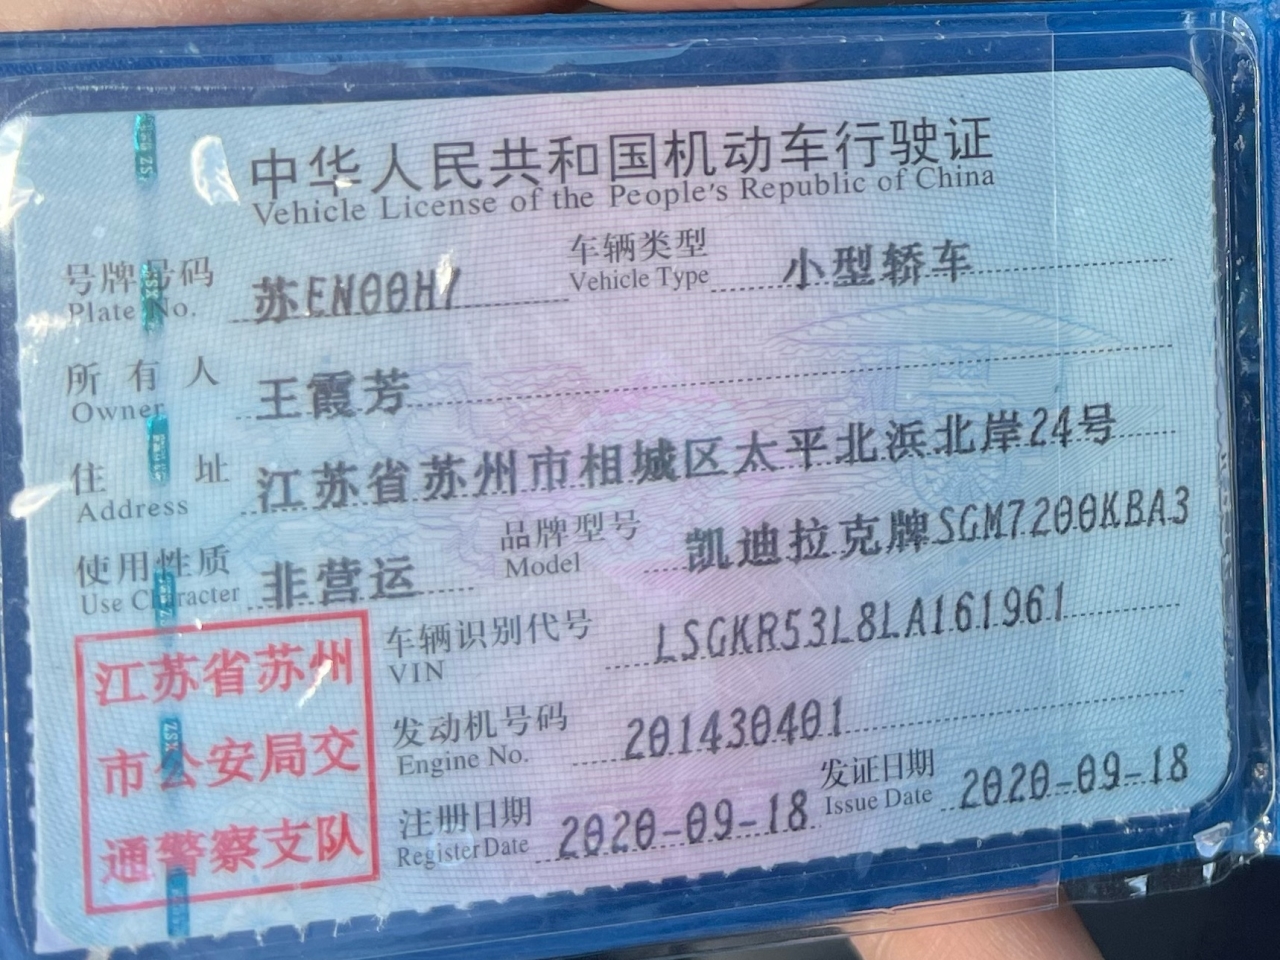 中华人民共和国机动车行驶证
Vehicle License of the People's Republic of China
号牌号码 苏EN00H7 车辆类型 小型轿车
Plate No. Vehicle Type
所有人 王霞芳
Owner
住址 江苏省苏州市相城区太平北浜北岸24号
Address
使用性质 非营运 品牌型号 凯迪拉克牌SGM7200KBA3
Use Character Model
江苏省苏州
市公安局交
通警察支队
车辆识别代号 LSGKR53L8LA161961
VIN
发动机号码 201430401
Engine No.
注册日期 2020-09-18 发证日期 2020-09-18
Register Date Issue Date